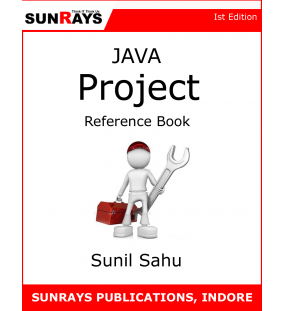 Think IT Think Us
SUNRAYS
1st Edition
JAVA
Project
Reference Book
Sunil Sahu
SUNRAYS PUBLICATIONS, INDORE